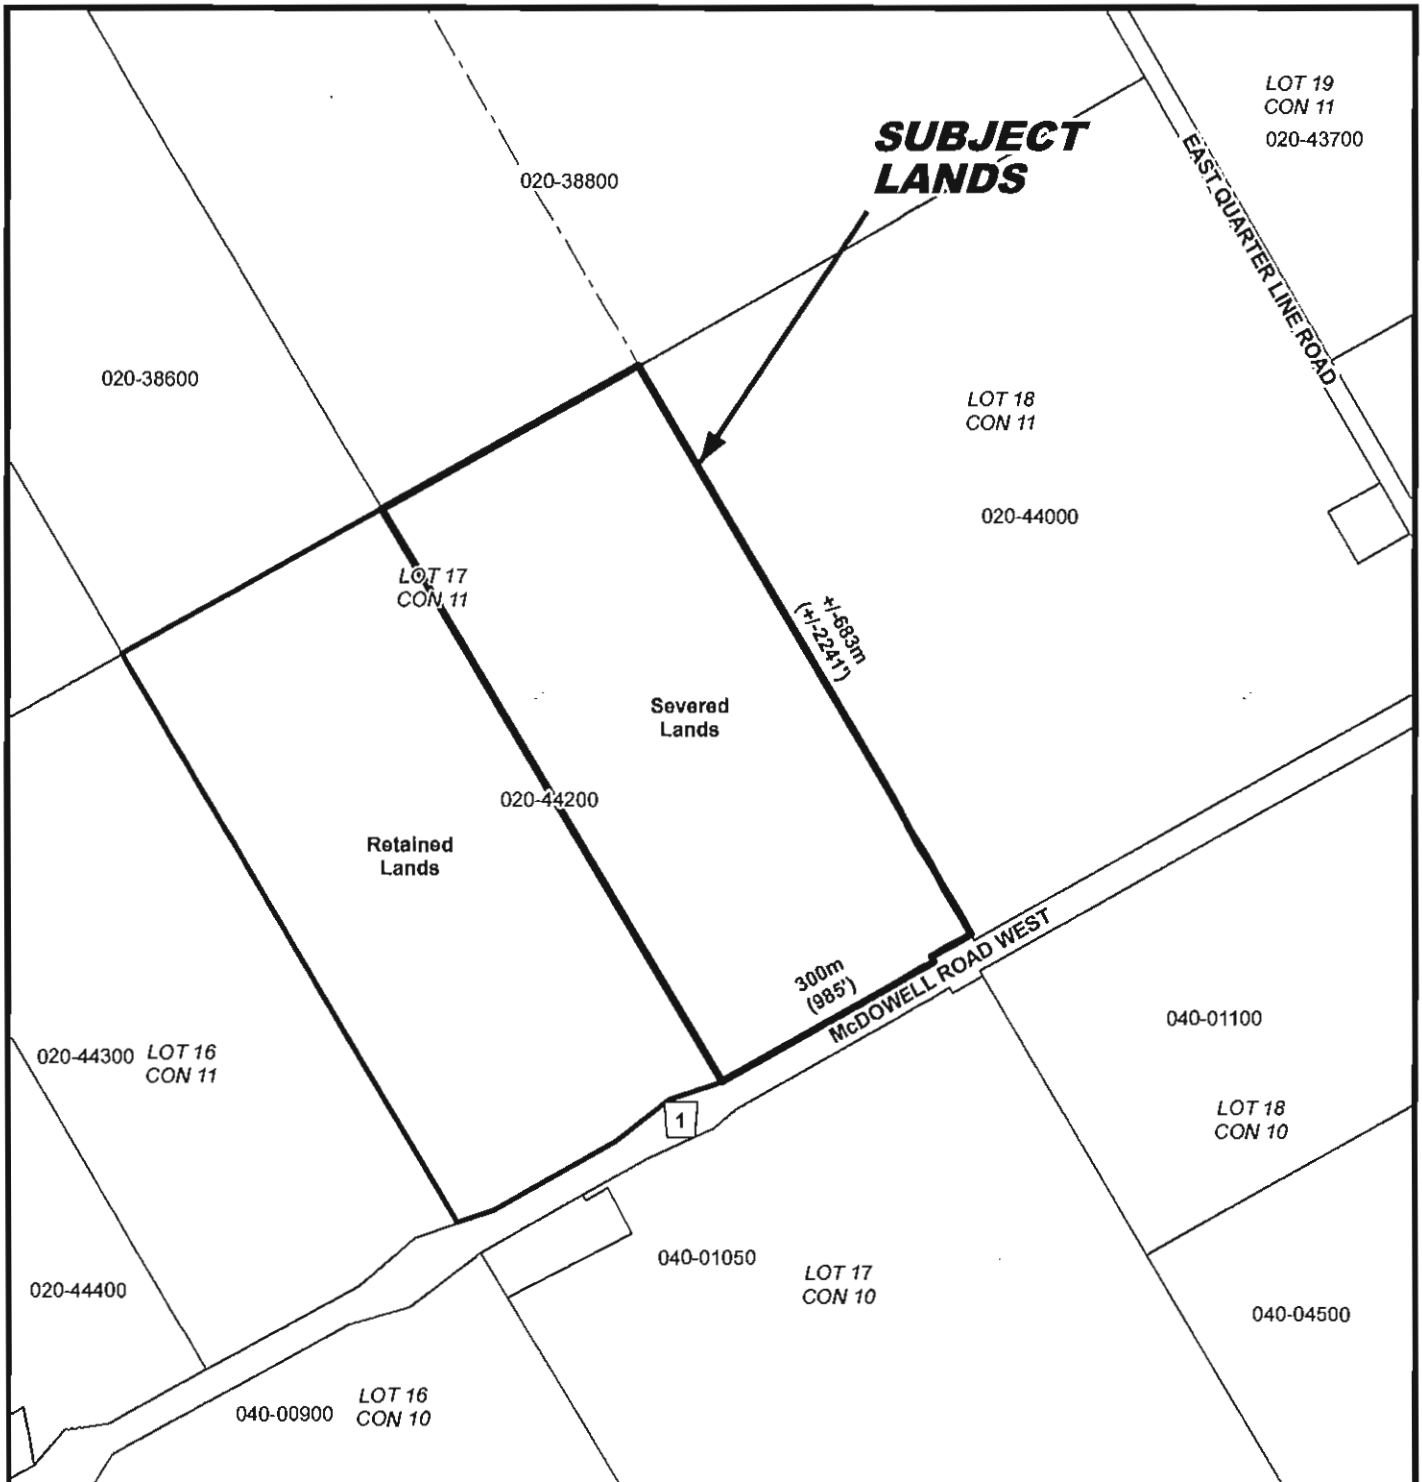 LOT 19
CON 11
020-43700
SUBJECT
LANDS
EAST QUARTER LINE ROAD
020-38800
020-38600
LOT 18
CON 11
020-44000
LOT 17
CON 11
+/-683m
(+/-2241')
Severed
Lands
020-44200
Retained
Lands
300m
(985')
McDOWELL ROAD WEST
040-01100
020-44300
LOT 16
CON 11
1
LOT 18
CON 10
040-01050
LOT 17
CON 10
020-44400
040-04500
040-00900
LOT 16
CON 10